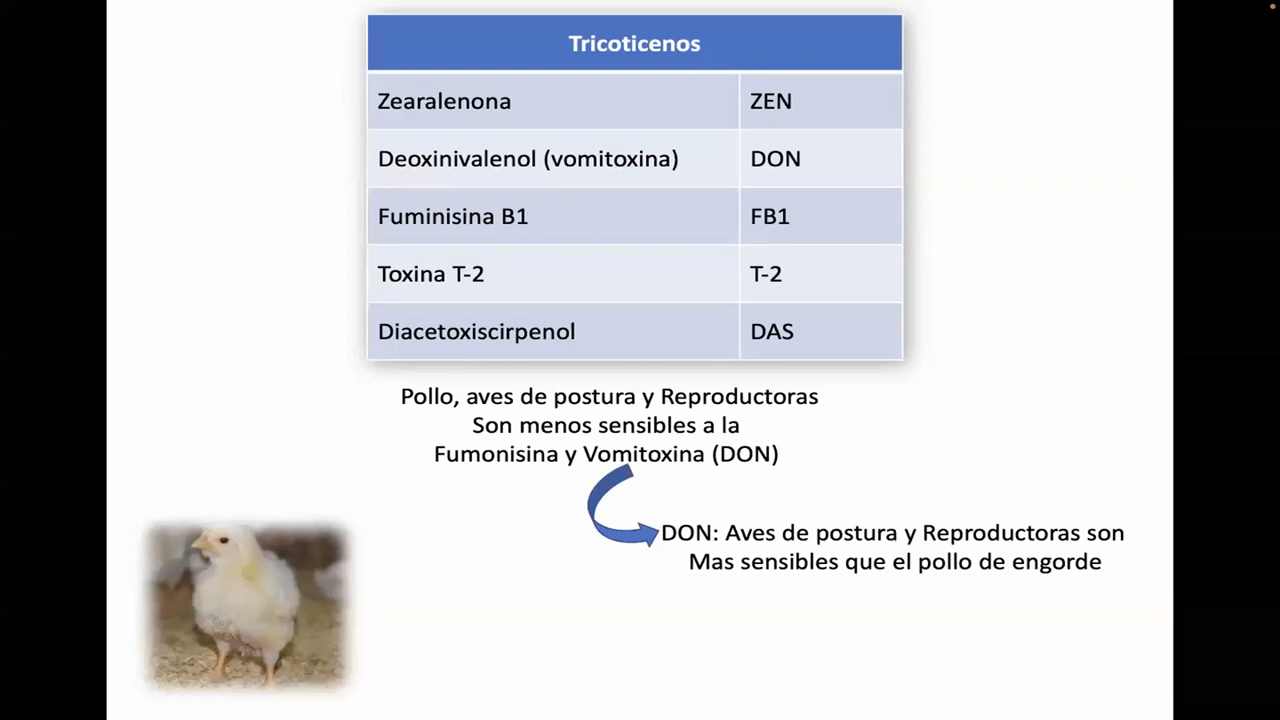 Tricoticenos
Zearalenona ZEN
Deoxinivalenol (vomitoxina) DON
Fuminisina B1 FB1
Toxina T-2 T-2
Diacetoxiscirpenol DAS
Pollo, aves de postura y Reproductoras
Son menos sensibles a la
Fumonisina y Vomitoxina (DON)
DON: Aves de postura y Reproductoras son
Mas sensibles que el pollo de engorde